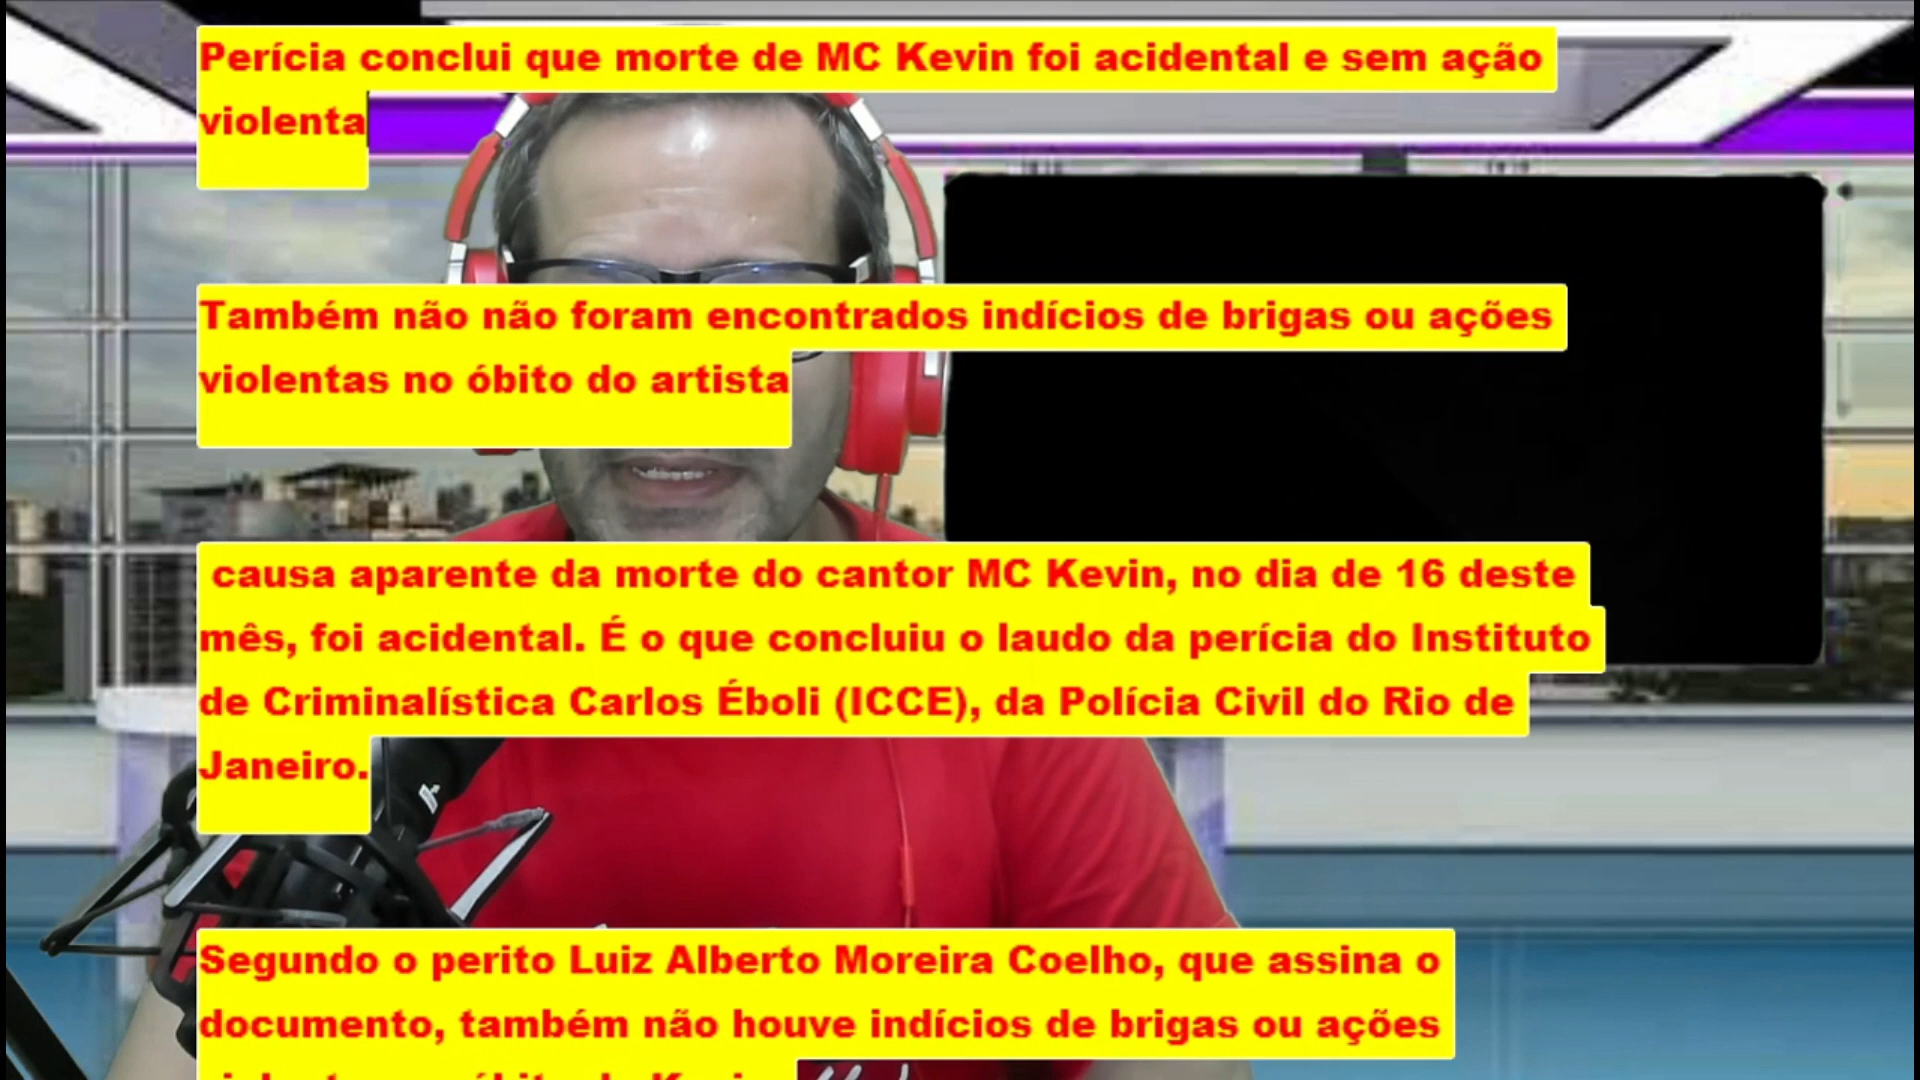 Perícia conclui que morte de MC Kevin foi acidental e sem ação
violenta
Também não não foram encontrados indícios de brigas ou ações
violentas no óbito do artista
causa aparente da morte do cantor MC Kevin, no dia de 16 deste
mês, foi acidental. É o que concluiu o laudo da perícia do Instituto
de Criminalística Carlos Éboli (ICCE), da Polícia Civil do Rio de
Janeiro.
Segundo o perito Luiz Alberto Moreira Coelho, que assina o
documento, também não houve indícios de brigas ou ações